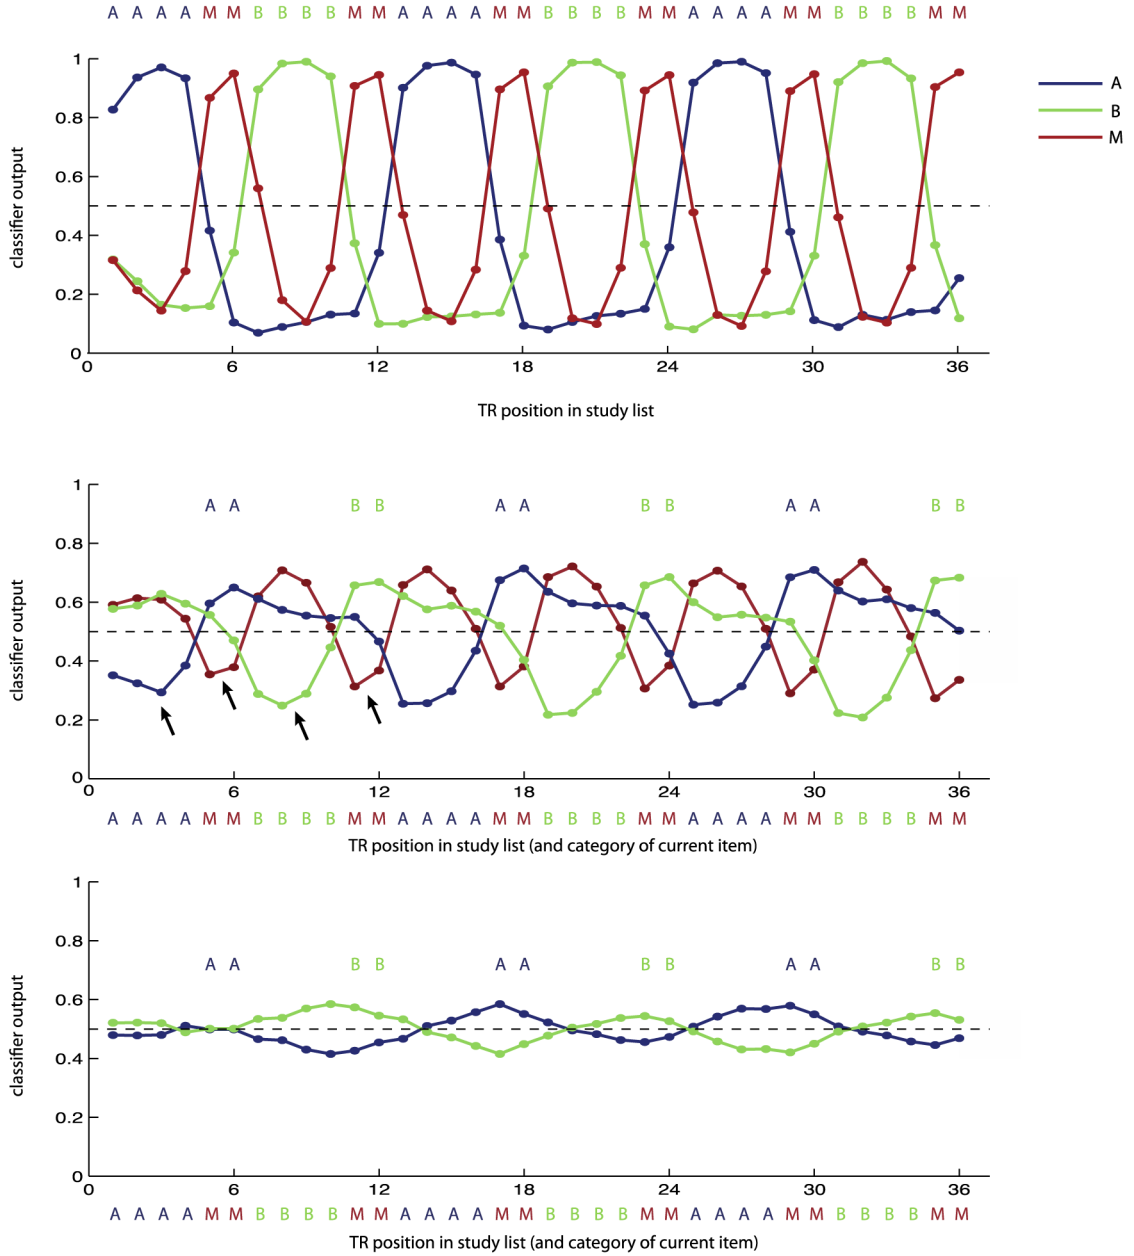 A A A A M M B B B B M M A A A A M M B B B B M M A A A A M M B B B B M M
1
0.8
0.6
0.4
0.2
0
classifier output
0 6 12 18 24 30 36
TR position in study list
A
B
M
1
0.8
0.6
0.4
0.2
0
classifier output
A A B B A A B B A A B B
0 6 12 18 24 30 36
A A A A M M B B B B M M A A A A M M B B B B M M A A A A M M B B B B M M
TR position in study list (and category of current item)
1
0.8
0.6
0.4
0.2
0
classifier output
A A B B A A B B A A B B
0 6 12 18 24 30 36
A A A A M M B B B B M M A A A A M M B B B B M M A A A A M M B B B B M M
TR position in study list (and category of current item)